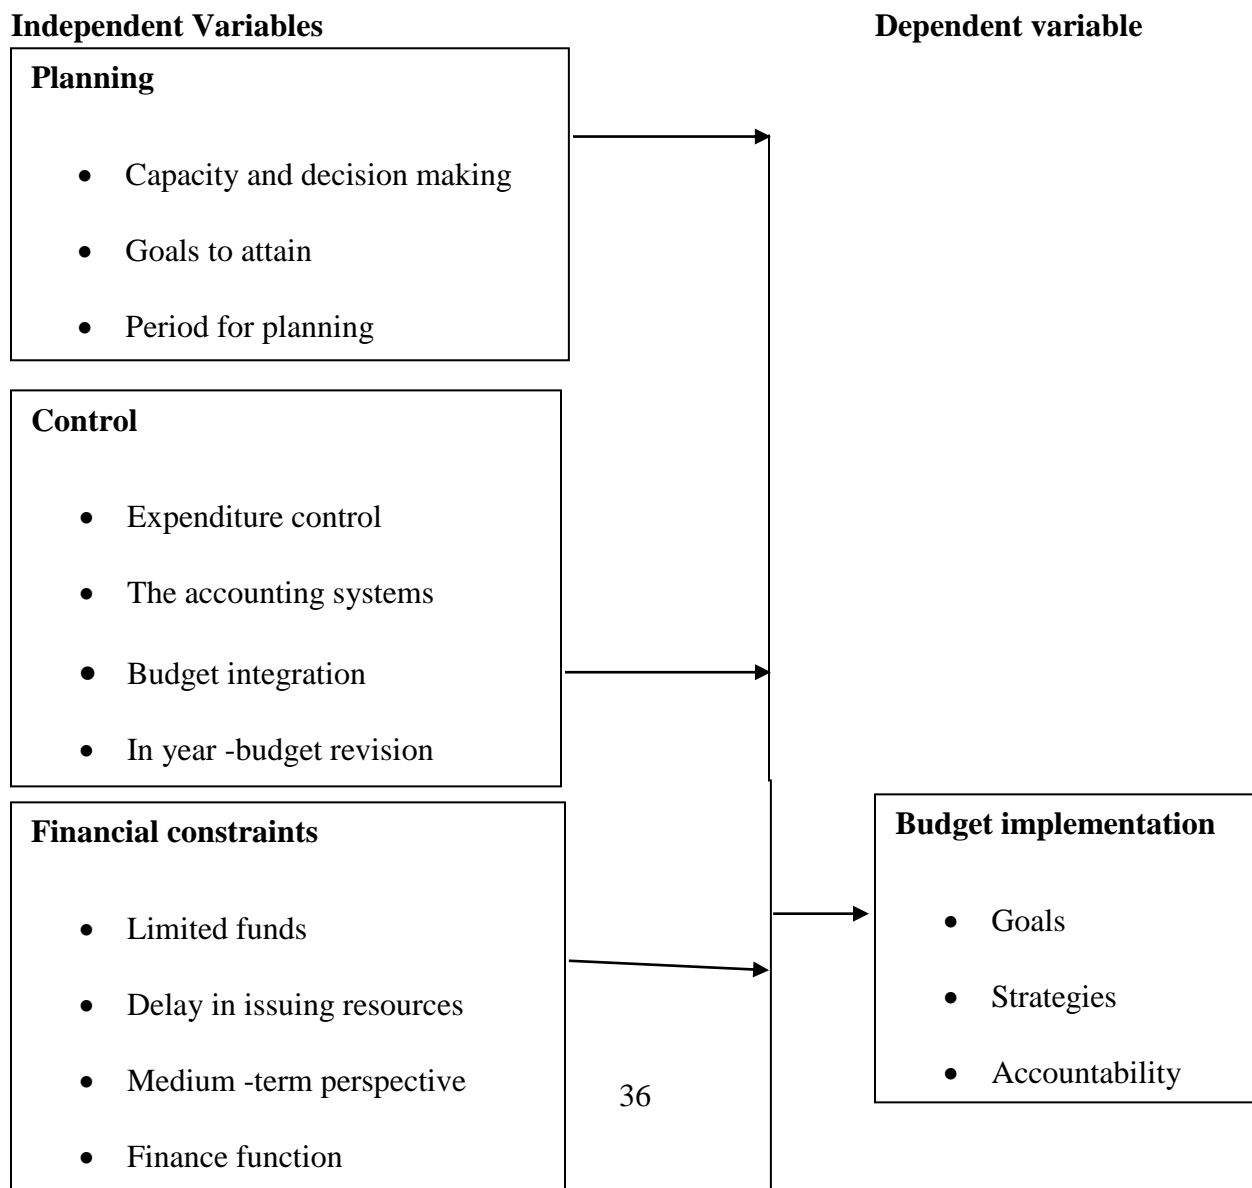 Independent Variables
Dependent variable
Planning
• Capacity and decision making
• Goals to attain
• Period for planning
Control
• Expenditure control
• The accounting systems
• Budget integration
• In year -budget revision
Financial constraints
• Limited funds
• Delay in issuing resources
• Medium -term perspective
• Finance function
Budget implementation
• Goals
• Strategies
• Accountability
36